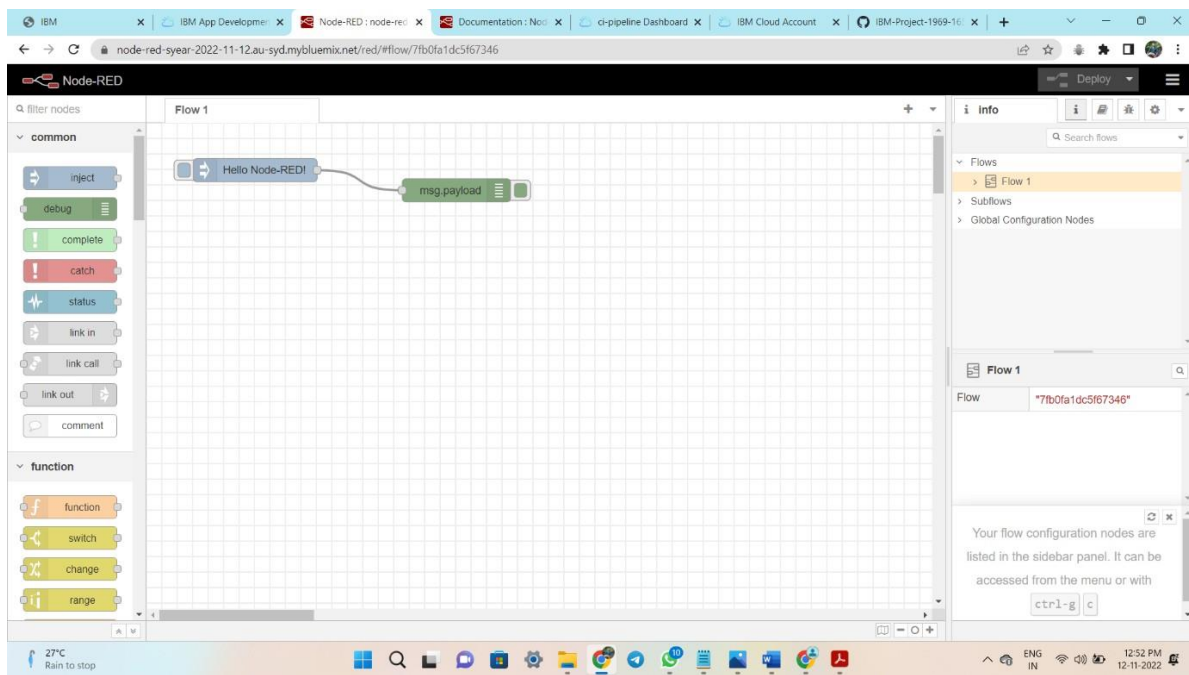 IBM
IBM App Developmen
Node-RED : node-red
Documentation : Nod
ci-pipeline Dashboard
IBM Cloud Account
IBM-Project-1969-16
node-red-syear-2022-11-12.au-syd.mybluemix.net/red/#flow/7fb0fa1dc5f67346
Node-RED
Deploy
filter nodes
Flow 1
i info
Search flows
common
inject
debug
complete
catch
status
link in
link call
link out
comment
function
function
switch
change
range
Hello Node-RED!
msg.payload
Flows
Flow 1
Subflows
Global Configuration Nodes
Flow 1
Flow "7fb0fa1dc5f67346"
Your flow configuration nodes are
listed in the sidebar panel. It can be
accessed from the menu or with
ctrl-g c
27°C
Rain to stop
10
ENG
IN
12:52 PM
12-11-2022